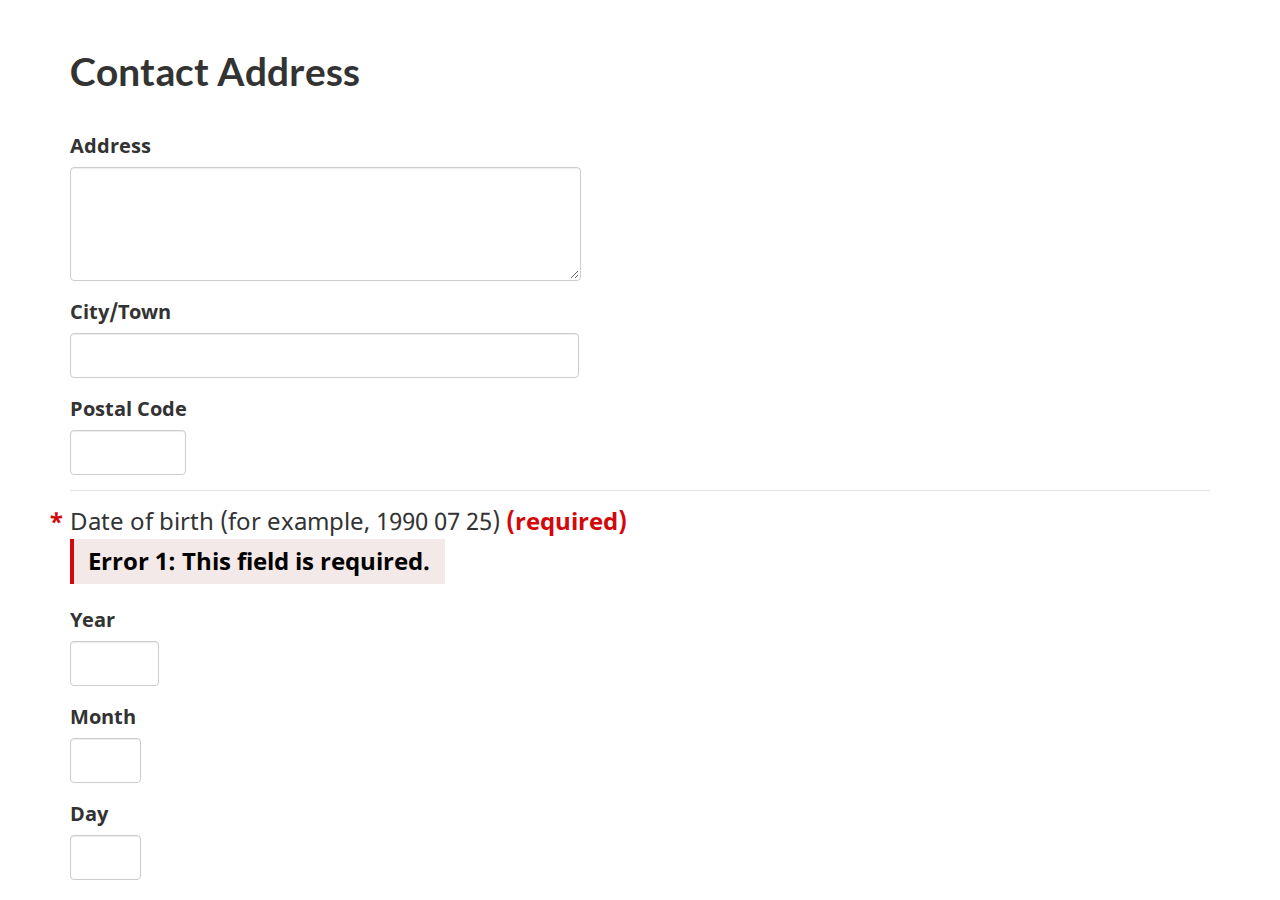 Contact Address
Address
City/Town
Postal Code
* Date of birth (for example, 1990 07 25) (required)
Error 1: This field is required.
Year
Month
Day